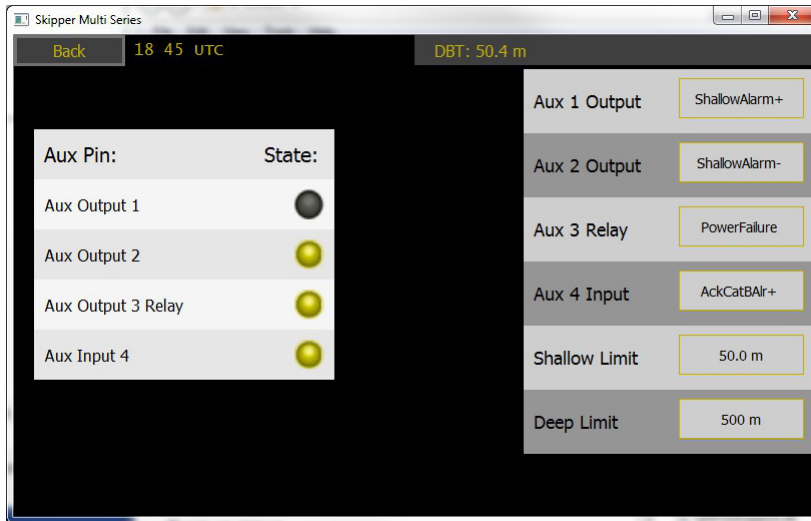 Skipper Multi Series
Back
18 45 UTC
DBT: 50.4 m
Aux Pin: State:
Aux Output 1
Aux Output 2
Aux Output 3 Relay
Aux Input 4
Aux 1 Output ShallowAlarm+
Aux 2 Output ShallowAlarm-
Aux 3 Relay PowerFailure
Aux 4 Input AckCatBAlr+
Shallow Limit 50.0 m
Deep Limit 500 m